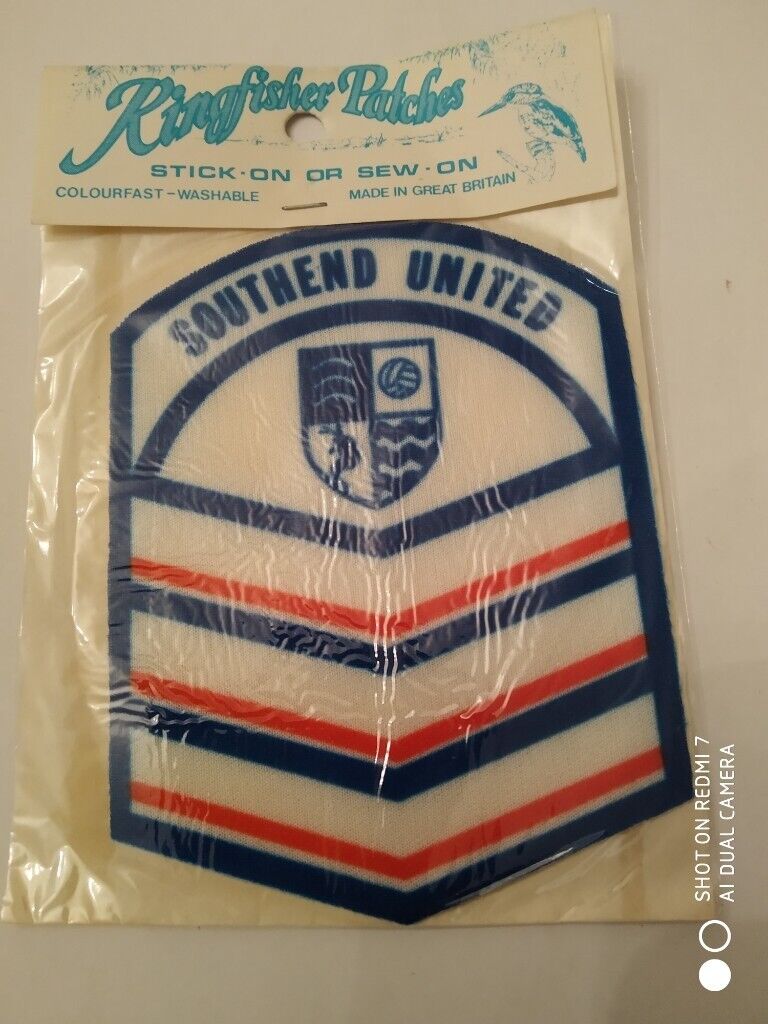 Kingfisher Patches
STICK-ON OR SEW-ON
COLOURFAST-WASHABLE MADE IN GREAT BRITAIN
SOUTHEND UNITED
SHOT ON REDMI 7
AI DUAL CAMERA